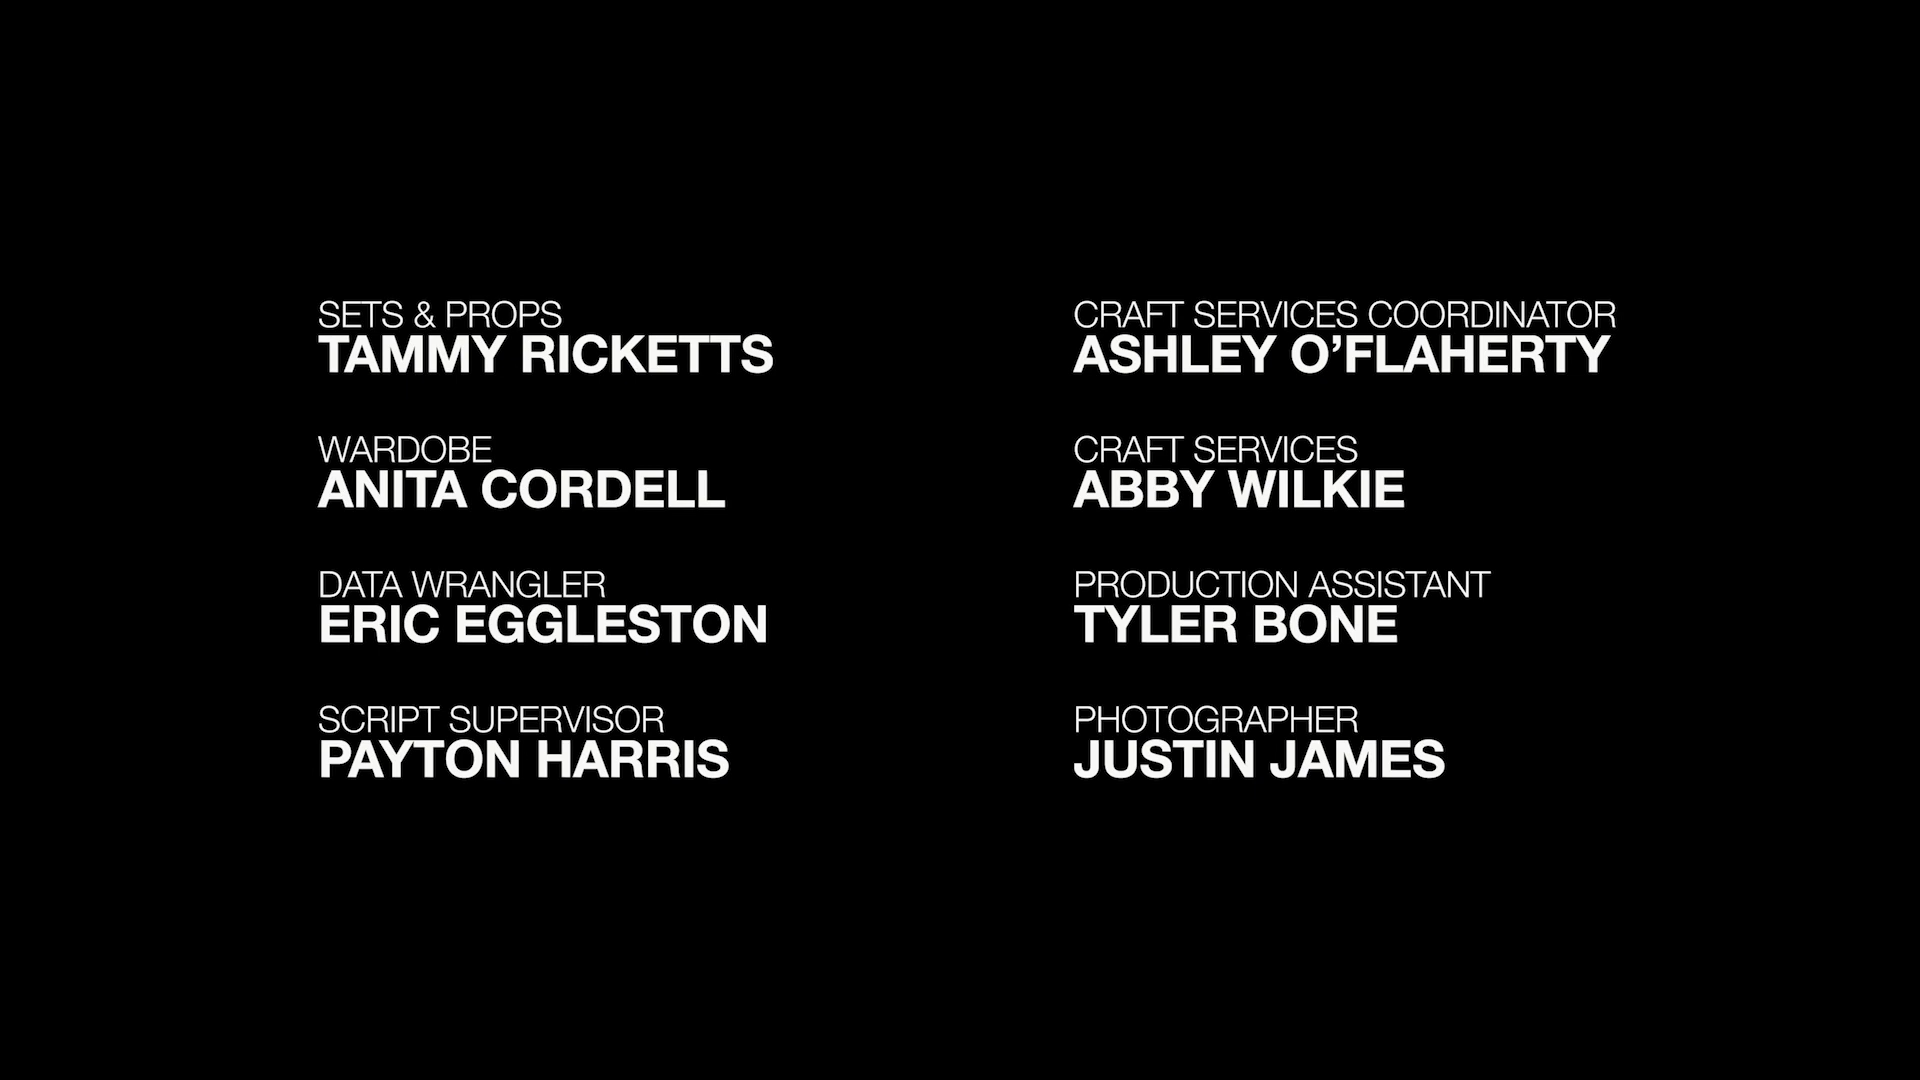 SETS & PROPS
TAMMY RICKETTS
WARDOBE
ANITA CORDELL
DATA WRANGLER
ERIC EGGLESTON
SCRIPT SUPERVISOR
PAYTON HARRIS
CRAFT SERVICES COORDINATOR
ASHLEY O’FLAHERTY
CRAFT SERVICES
ABBY WILKIE
PRODUCTION ASSISTANT
TYLER BONE
PHOTOGRAPHER
JUSTIN JAMES